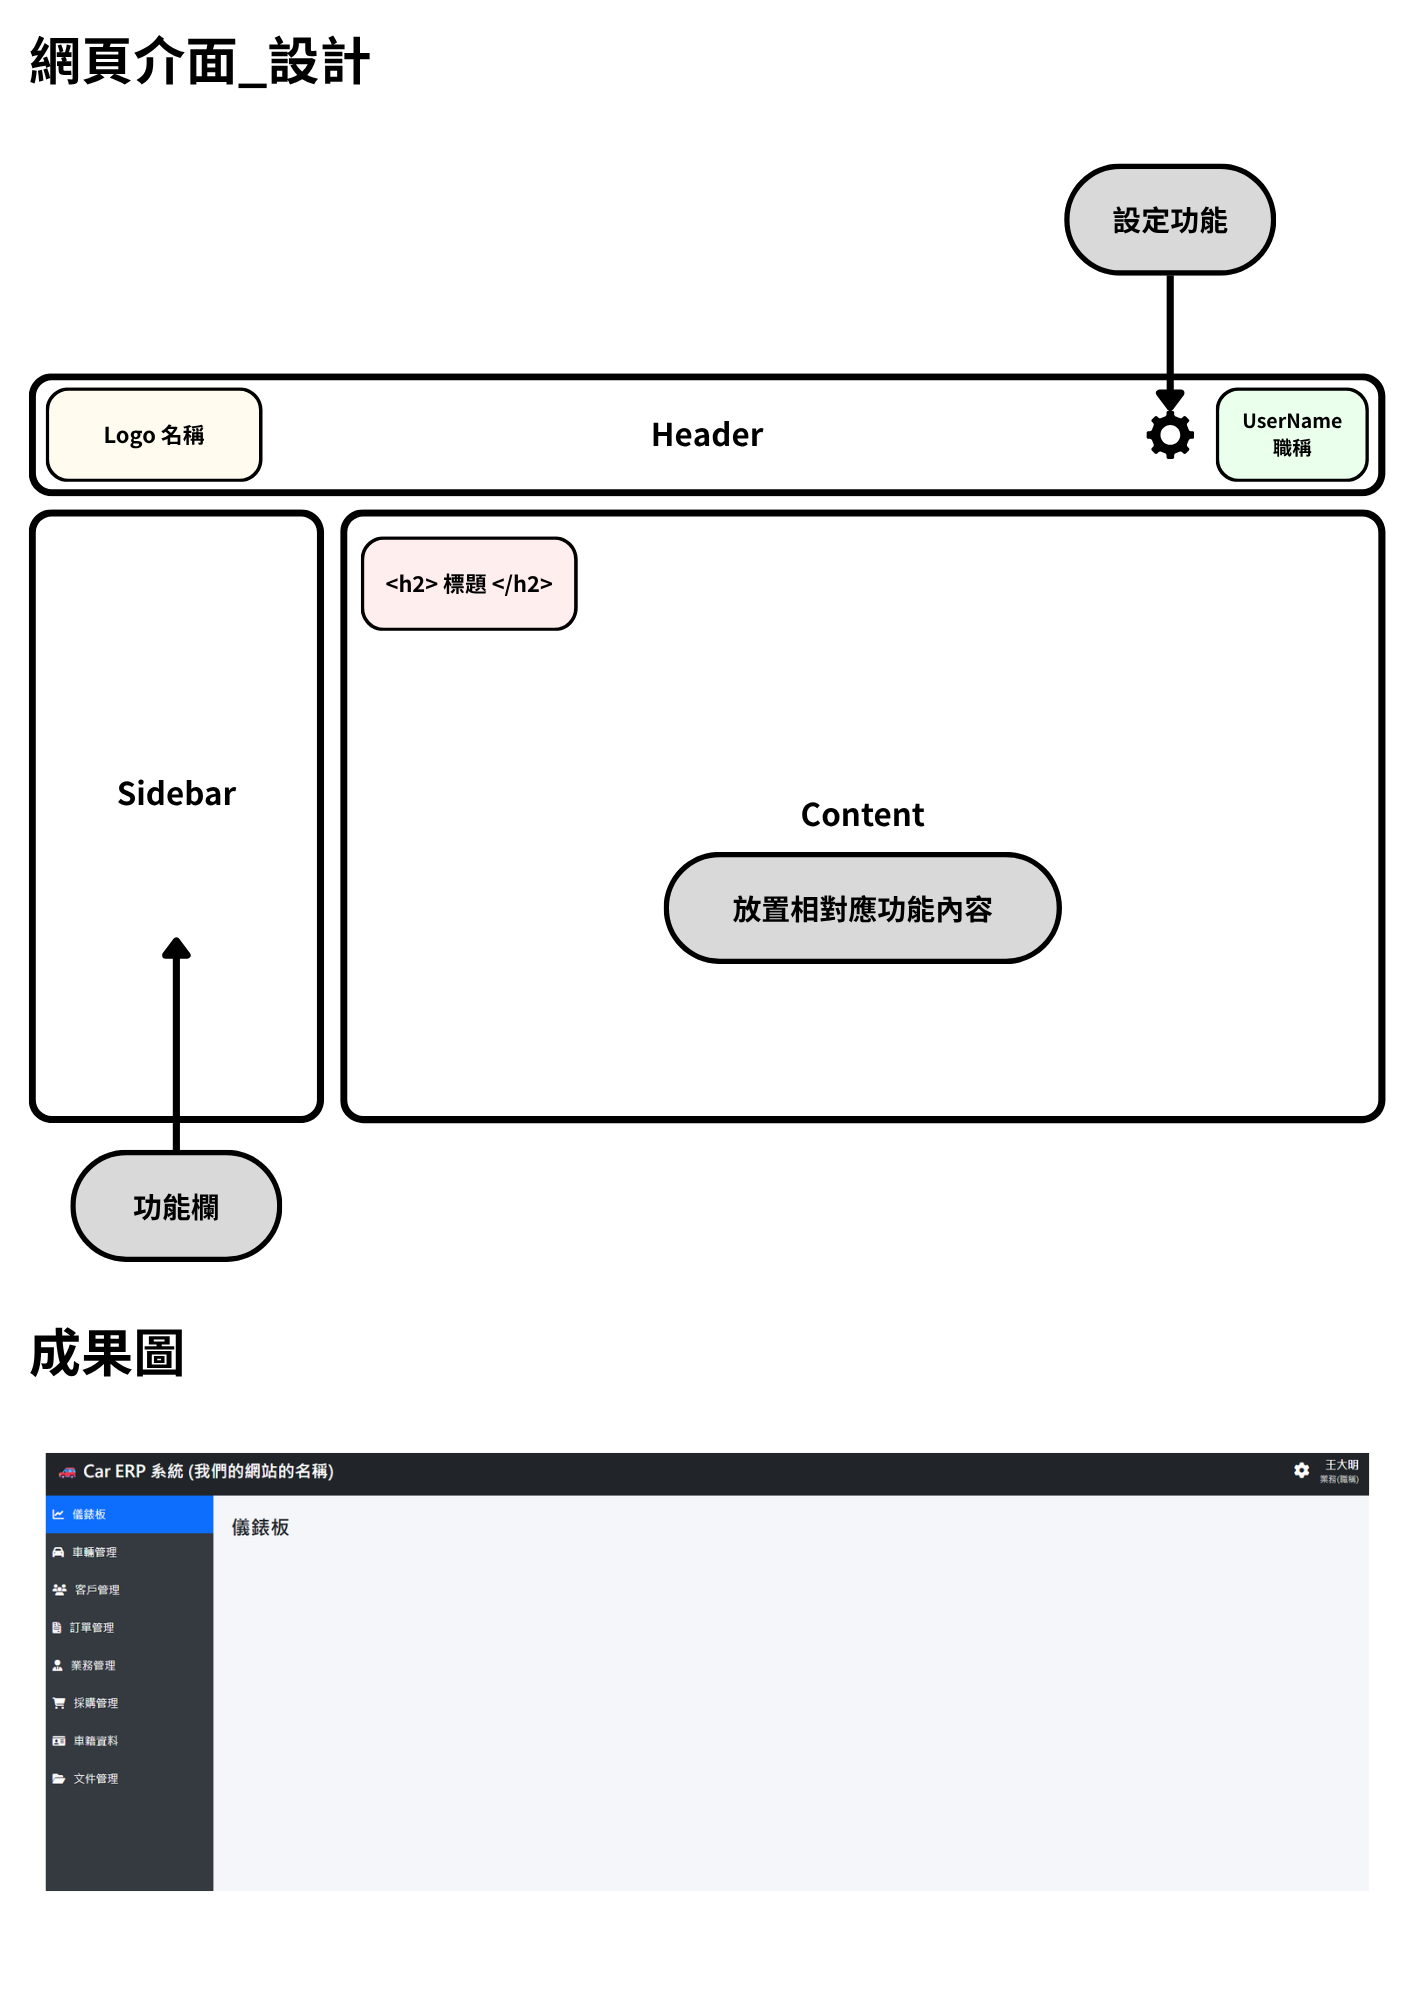 網頁介面_設計
設定功能
Logo 名稱
Header
UserName
職稱
<h2> 標題 </h2>
Sidebar
Content
放置相對應功能內容
功能欄
成果圖
Car ERP 系統 (我們的網站的名稱)
王大明
業務(職稱)
儀錶板
儀錶板
車輛管理
客戶管理
訂單管理
業務管理
採購管理
車籍資料
文件管理